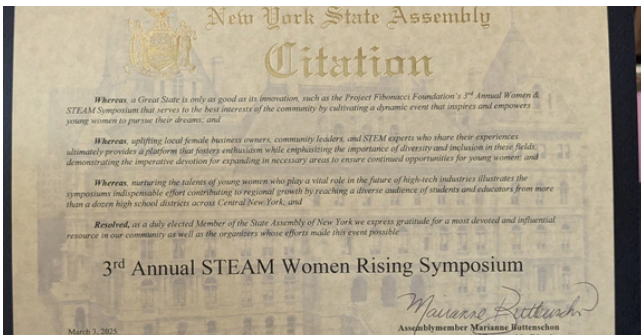 New York State Assembly
Citation
Whereas, a Great State is only as good as its innovation, such as the Project Fibonacci Foundation's 3rd Annual Women &
STEAM Symposium that serves to the best interests of the community by cultivating a dynamic event that inspires and empowers
young women to pursue their dreams; and
Whereas, uplifting local female business owners, community leaders, and STEM experts who share their experiences
ultimately provides a platform that fosters enthusiasm while emphasizing the importance of diversity and inclusion in these fields,
demonstrating the imperative devotion for expanding in necessary areas to ensure continued opportunities for young women; and
Whereas, nurturing the talents of young women who play a vital role in the future of high-tech industries illustrates the
symposiums indispensable effort contributing to regional growth by reaching a diverse audience of students and educators from more
than a dozen high school districts across Central New York; and
Resolved, as a duly elected Member of the State Assembly of New York we express gratitude for a most devoted and influential
resource in our community as well as the organizers whose efforts made this event possible
3rd Annual STEAM Women Rising Symposium
Marianne Buttenschon
March 3, 2025
Assemblymember Marianne Buttenschon